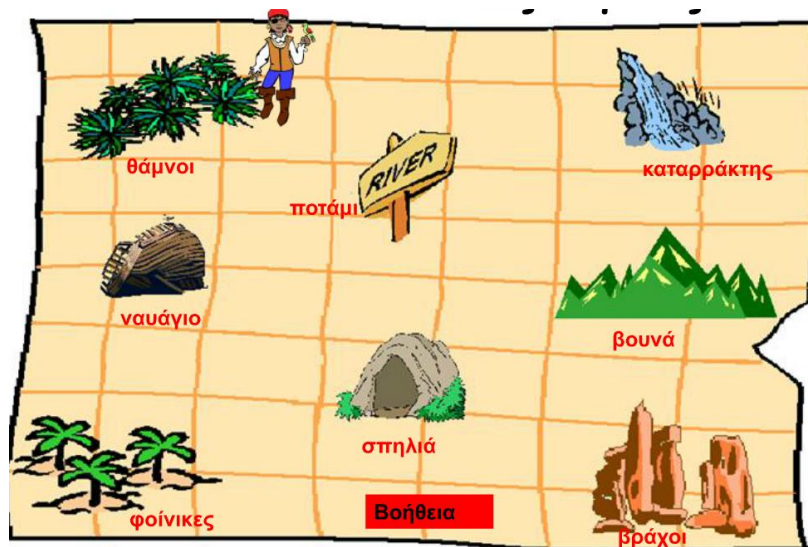 θάμνοι
RIVER
καταρράκτης
ποτάμι
ναυάγιο
βουνά
σπηλιά
φοίνικες
Βοήθεια
βράχοι